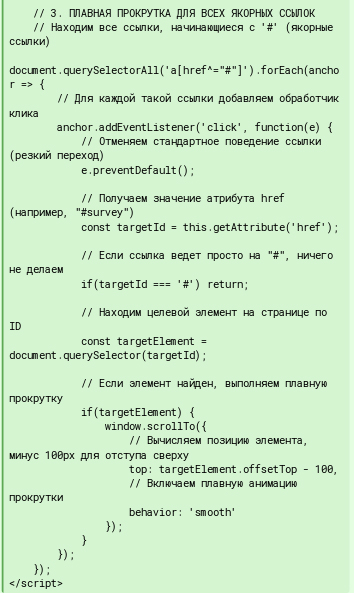 // 3. ПЛАВНАЯ ПРОКРУТКА ДЛЯ ВСЕХ ЯКОРНЫХ ССЫЛОК
// Находим все ссылки, начинающиеся с '#' (якорные
ссылки)
document.querySelectorAll('a[href^="#"]').forEach(ancho
r => {
// Для каждой такой ссылки добавляем обработчик
клика
anchor.addEventListener('click', function(e) {
// Отменяем стандартное поведение ссылки
(резкий переход)
e.preventDefault();
// Получаем значение атрибута href
(например, "#survey")
const targetId = this.getAttribute('href');
// Если ссылка ведет просто на "#", ничего
не делаем
if(targetId === '#') return;
// Находим целевой элемент на странице по
ID
const targetElement =
document.querySelector(targetId);
// Если элемент найден, выполняем плавную
прокрутку
if(targetElement) {
window.scrollTo({
// Вычисляем позицию элемента,
минус 100px для отступа сверху
top: targetElement.offsetTop - 100,
// Включаем плавную анимацию
прокрутки
behavior: 'smooth'
});
}
});
});
</script>